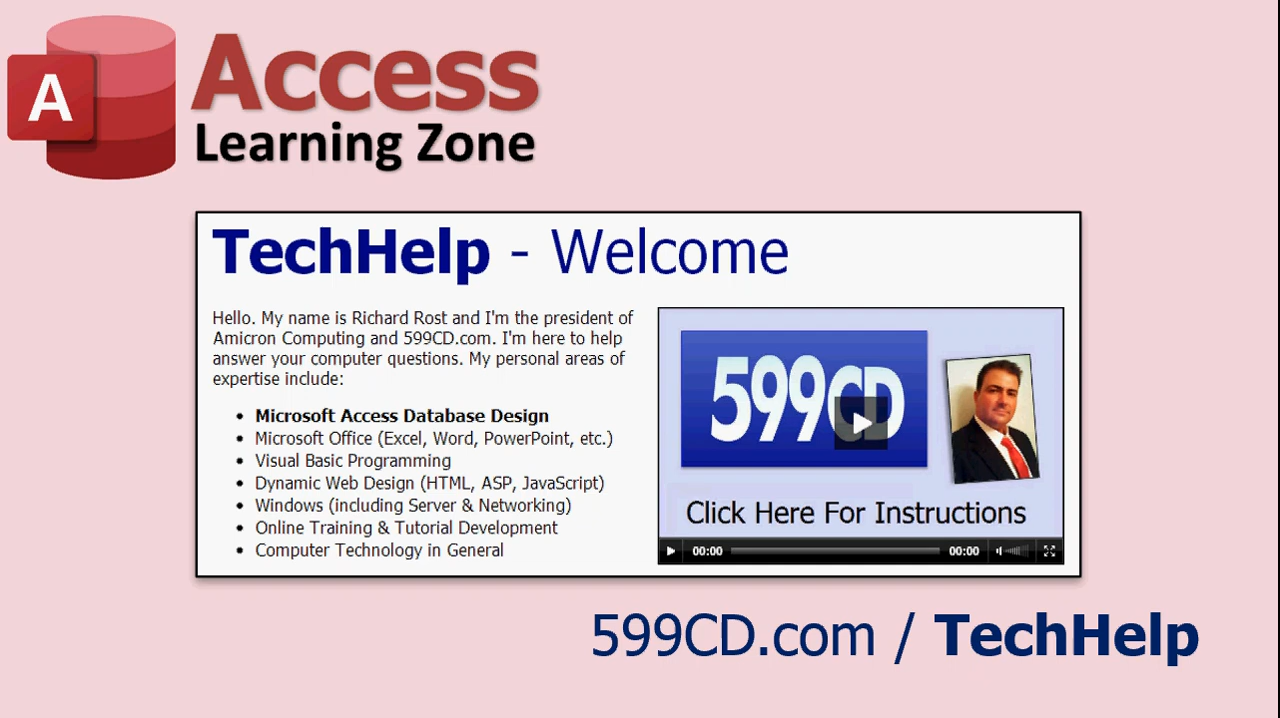 A
Access
Learning Zone
TechHelp - Welcome
Hello. My name is Richard Rost and I'm the president of
Amicron Computing and 599CD.com. I'm here to help
answer your computer questions. My personal areas of
expertise include:
• Microsoft Access Database Design
• Microsoft Office (Excel, Word, PowerPoint, etc.)
• Visual Basic Programming
• Dynamic Web Design (HTML, ASP, JavaScript)
• Windows (including Server & Networking)
• Online Training & Tutorial Development
• Computer Technology in General
599CD
Click Here For Instructions
00:00 00:00
599CD.com / TechHelp